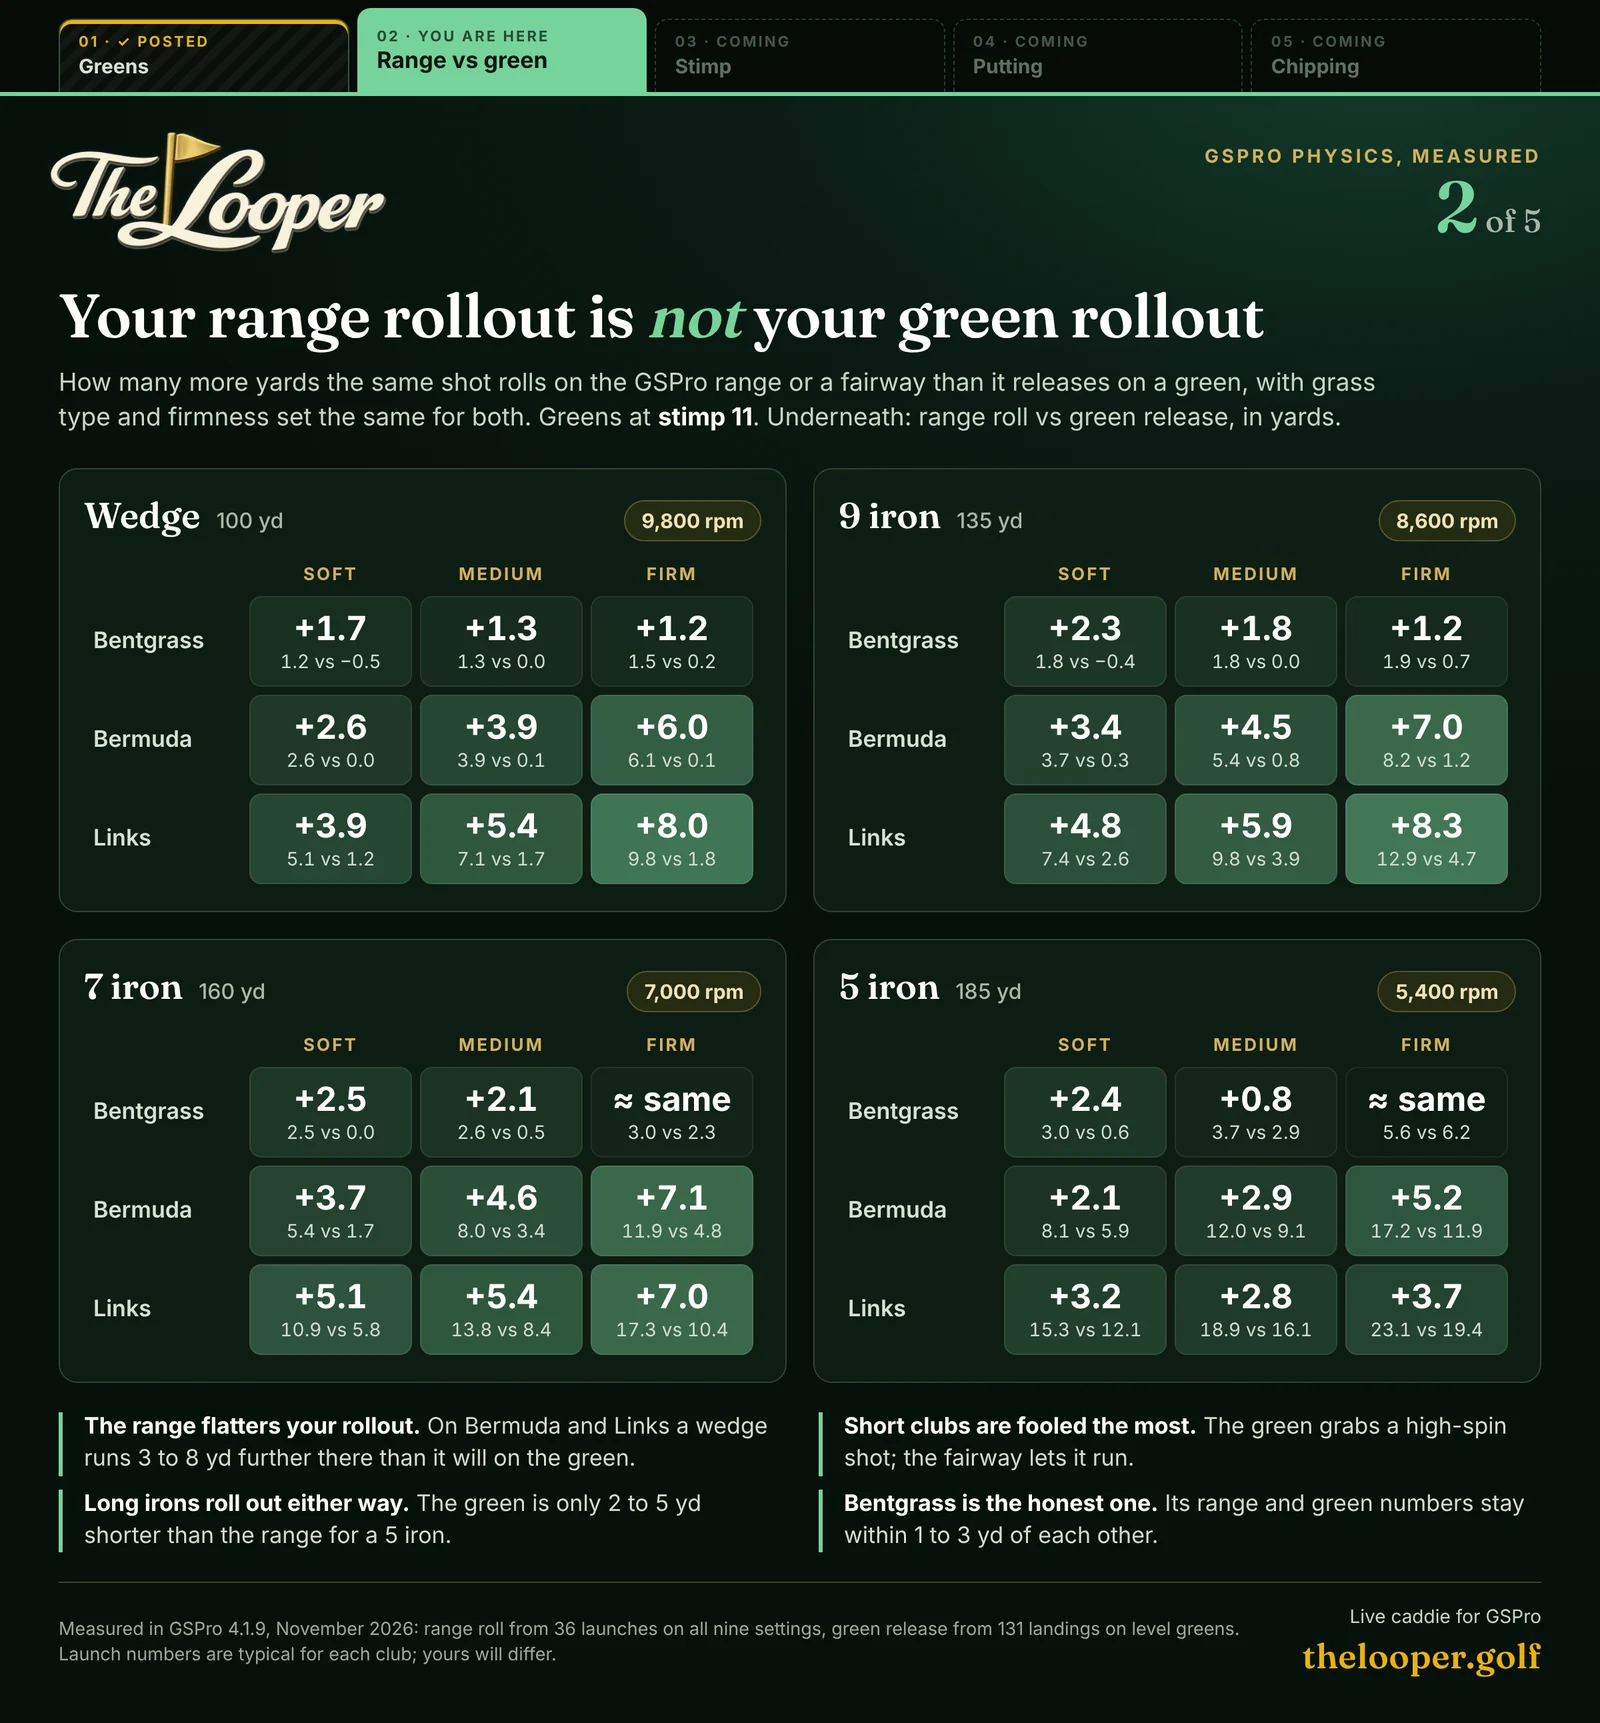 01 · ✓ POSTED
Greens
02 · YOU ARE HERE
Range vs green
03 · COMING
Stimp
04 · COMING
Putting
05 · COMING
Chipping
The Looper
GSPRO PHYSICS, MEASURED
2 of 5
Your range rollout is not your green rollout
How many more yards the same shot rolls on the GSPro range or a fairway than it releases on a green, with grass
type and firmness set the same for both. Greens at stimp 11. Underneath: range roll vs green release, in yards.
Wedge 100 yd 9,800 rpm
SOFT MEDIUM FIRM
Bentgrass +1.7 +1.3 +1.2
1.2 vs −0.5 1.3 vs 0.0 1.5 vs 0.2
Bermuda +2.6 +3.9 +6.0
2.6 vs 0.0 3.9 vs 0.1 6.1 vs 0.1
Links +3.9 +5.4 +8.0
5.1 vs 1.2 7.1 vs 1.7 9.8 vs 1.8
9 iron 135 yd 8,600 rpm
SOFT MEDIUM FIRM
Bentgrass +2.3 +1.8 +1.2
1.8 vs −0.4 1.8 vs 0.0 1.9 vs 0.7
Bermuda +3.4 +4.5 +7.0
3.7 vs 0.3 5.4 vs 0.8 8.2 vs 1.2
Links +4.8 +5.9 +8.3
7.4 vs 2.6 9.8 vs 3.9 12.9 vs 4.7
7 iron 160 yd 7,000 rpm
SOFT MEDIUM FIRM
Bentgrass +2.5 +2.1 ≈ same
2.5 vs 0.0 2.6 vs 0.5 3.0 vs 2.3
Bermuda +3.7 +4.6 +7.1
5.4 vs 1.7 8.0 vs 3.4 11.9 vs 4.8
Links +5.1 +5.4 +7.0
10.9 vs 5.8 13.8 vs 8.4 17.3 vs 10.4
5 iron 185 yd 5,400 rpm
SOFT MEDIUM FIRM
Bentgrass +2.4 +0.8 ≈ same
3.0 vs 0.6 3.7 vs 2.9 5.6 vs 6.2
Bermuda +2.1 +2.9 +5.2
8.1 vs 5.9 12.0 vs 9.1 17.2 vs 11.9
Links +3.2 +2.8 +3.7
15.3 vs 12.1 18.9 vs 16.1 23.1 vs 19.4
The range flatters your rollout. On Bermuda and Links a wedge
runs 3 to 8 yd further there than it will on the green.
Short clubs are fooled the most. The green grabs a high-spin
shot; the fairway lets it run.
Long irons roll out either way. The green is only 2 to 5 yd
shorter than the range for a 5 iron.
Bentgrass is the honest one. Its range and green numbers stay
within 1 to 3 yd of each other.
Measured in GSPro 4.1.9, November 2026: range roll from 36 launches on all nine settings, green release from 131 landings on level greens.
Launch numbers are typical for each club; yours will differ.
Live caddie for GSPro
thelooper.golf